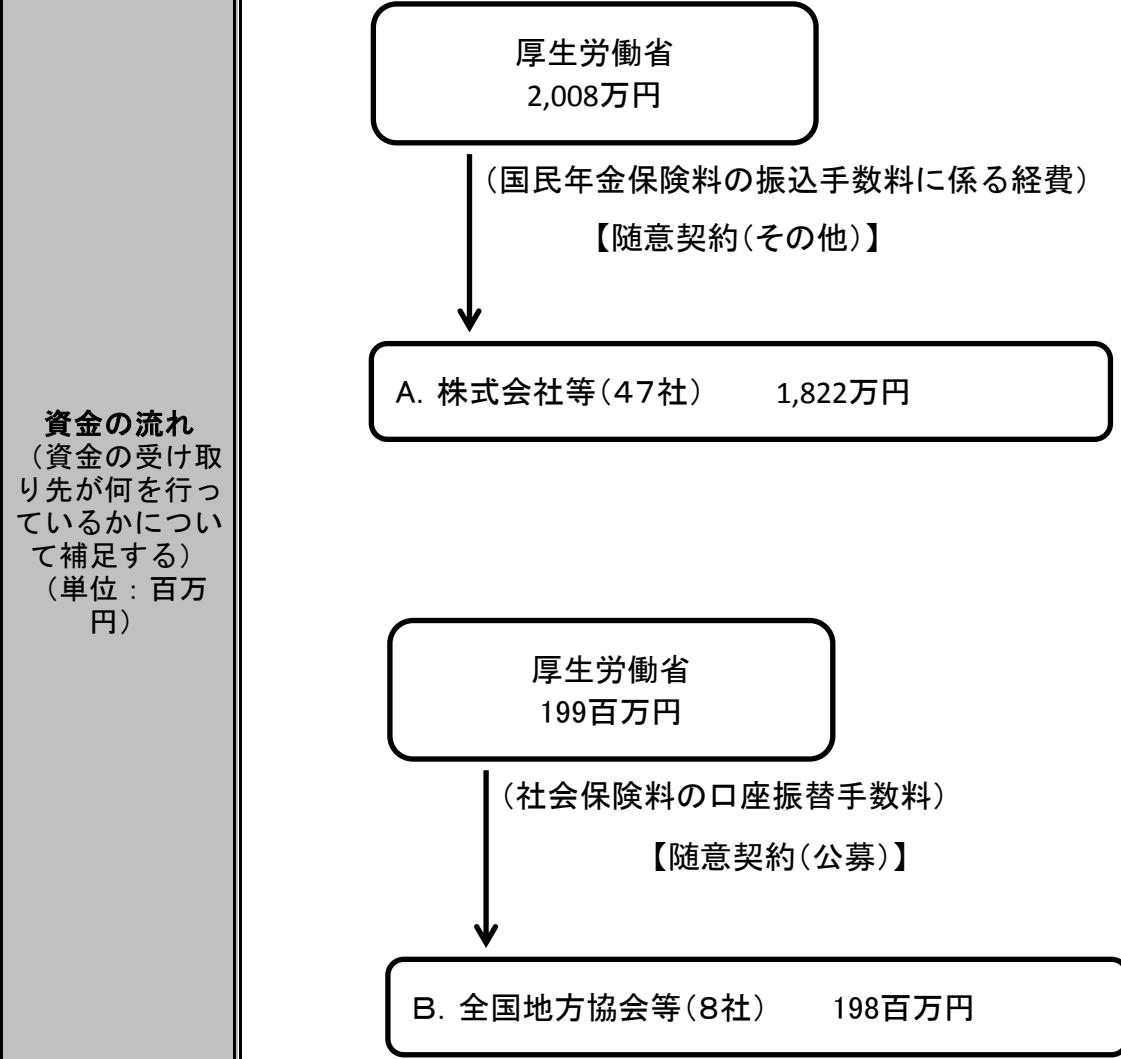 資金の流れ
（資金の受け取
り先が何を行っ
ているかについ
て補足する）
（単位：百万
円）
厚生労働省
2,008万円
（国民年金保険料の振込手数料に係る経費）
【随意契約（その他）】
A．株式会社等（４７社）　　1,822万円
厚生労働省
199百万円
（社会保険料の口座振替手数料）
【随意契約（公募）】
B．全国地方協会等（８社）　　198百万円